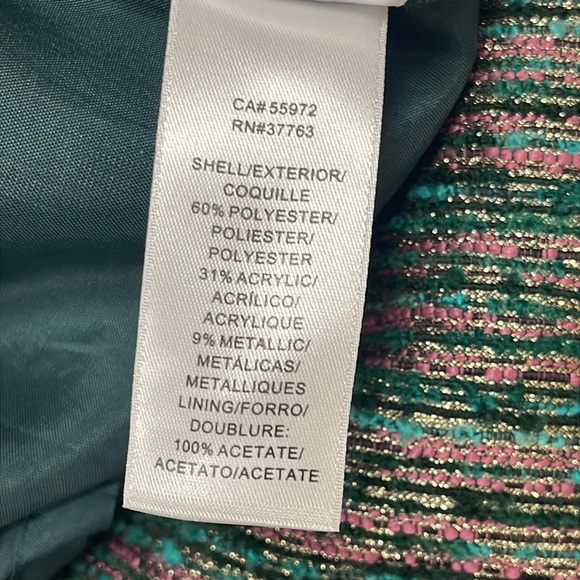 CA# 55972
RN#37763
SHELL/EXTERIOR/
COQUILLE
60% POLYESTER/
POLIESTER/
POLYESTER
31% ACRYLIC/
ACRÍLICO/
ACRYLIQUE
9% METALLIC/
METÁLICAS/
METALLIQUES
LINING/FORRO/
DOUBLURE:
100% ACETATE/
ACETATO/ACETATE